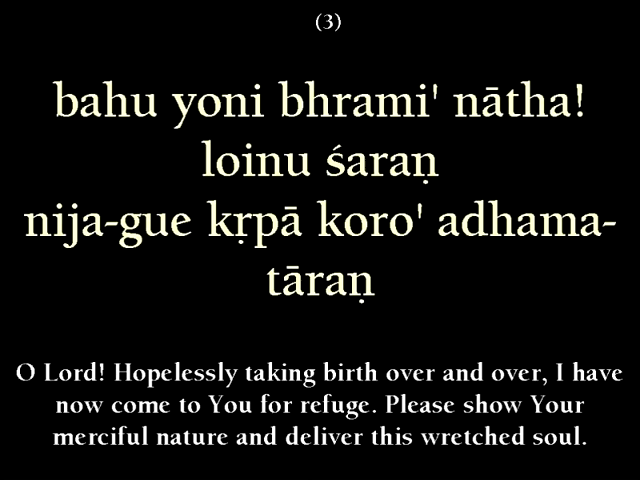 (3)
bahu yoni bhrami' nātha!
loinu śaraṇ
nija-gue kṛpā koro' adhama-
tāraṇ
O Lord! Hopelessly taking birth over and over, I have
now come to You for refuge. Please show Your
merciful nature and deliver this wretched soul.